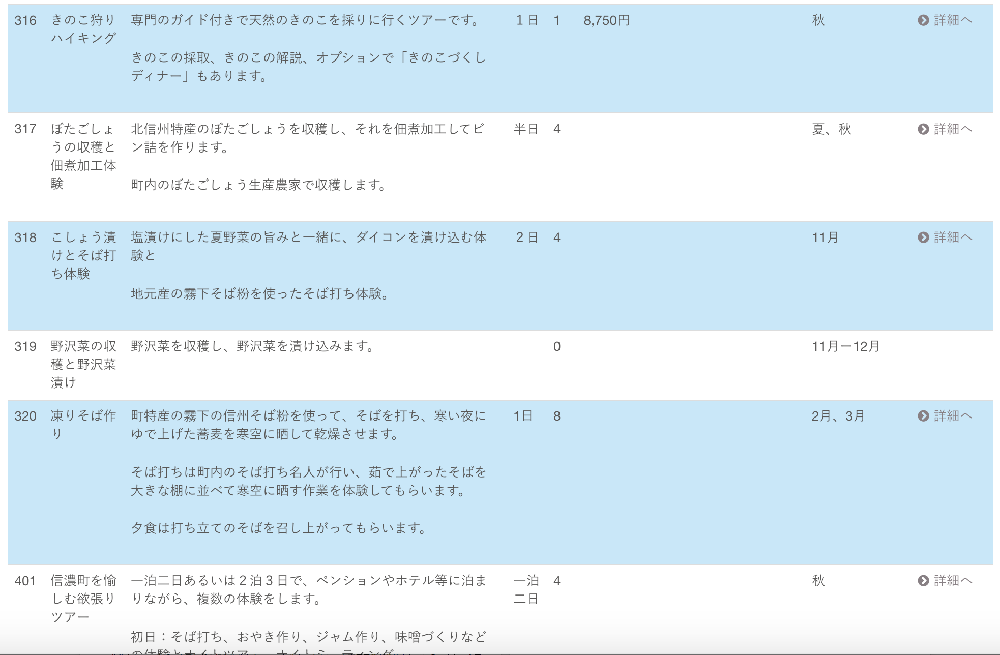 316 きのこ狩り 専門のガイド付きで天然のきのこを採りに行くツアーです。 １日 1 8,750円 秋 詳細へ
ハイキング
きのこの採取、きのこの解説、オプションで「きのこづくし
ディナー」もあります。
317 ぼたごしょ 北信州特産のぼたごしょうを収穫し、それを佃煮加工してビ 半日 4 夏、秋 詳細へ
うの収穫と ン詰を作ります。
佃煮加工体
験 町内のぼたごしょう生産農家で収穫します。
318 こしょう漬 塩漬けにした夏野菜の旨みと一緒に、ダイコンを漬け込む体 ２日 4 11月 詳細へ
けとそば打 験と
ち体験
地元産の霧下そば粉を使ったそば打ち体験。
319 野沢菜の収 野沢菜を収穫し、野沢菜を漬け込みます。 0 11月ー12月
穫と野沢菜
漬け
320 凍りそば作 町特産の霧下の信州そば粉を使って、そばを打ち、寒い夜に 1日 8 2月、3月 詳細へ
り ゆで上げた蕎麦を寒空に晒して乾燥させます。
そば打ちは町内のそば打ち名人が行い、茹で上がったそばを
大きな棚に並べて寒空に晒す作業を体験してもらいます。
夕食は打ち立てのそばを召し上がってもらいます。
401 信濃町を愉 一泊二日あるいは２泊３日で、ペンションやホテル等に泊ま 一泊 4 秋 詳細へ
しむ欲張り りながら、複数の体験をします。 二日
ツアー
初日：そば打ち、おやき作り、ジャム作り、味噌づくりなど